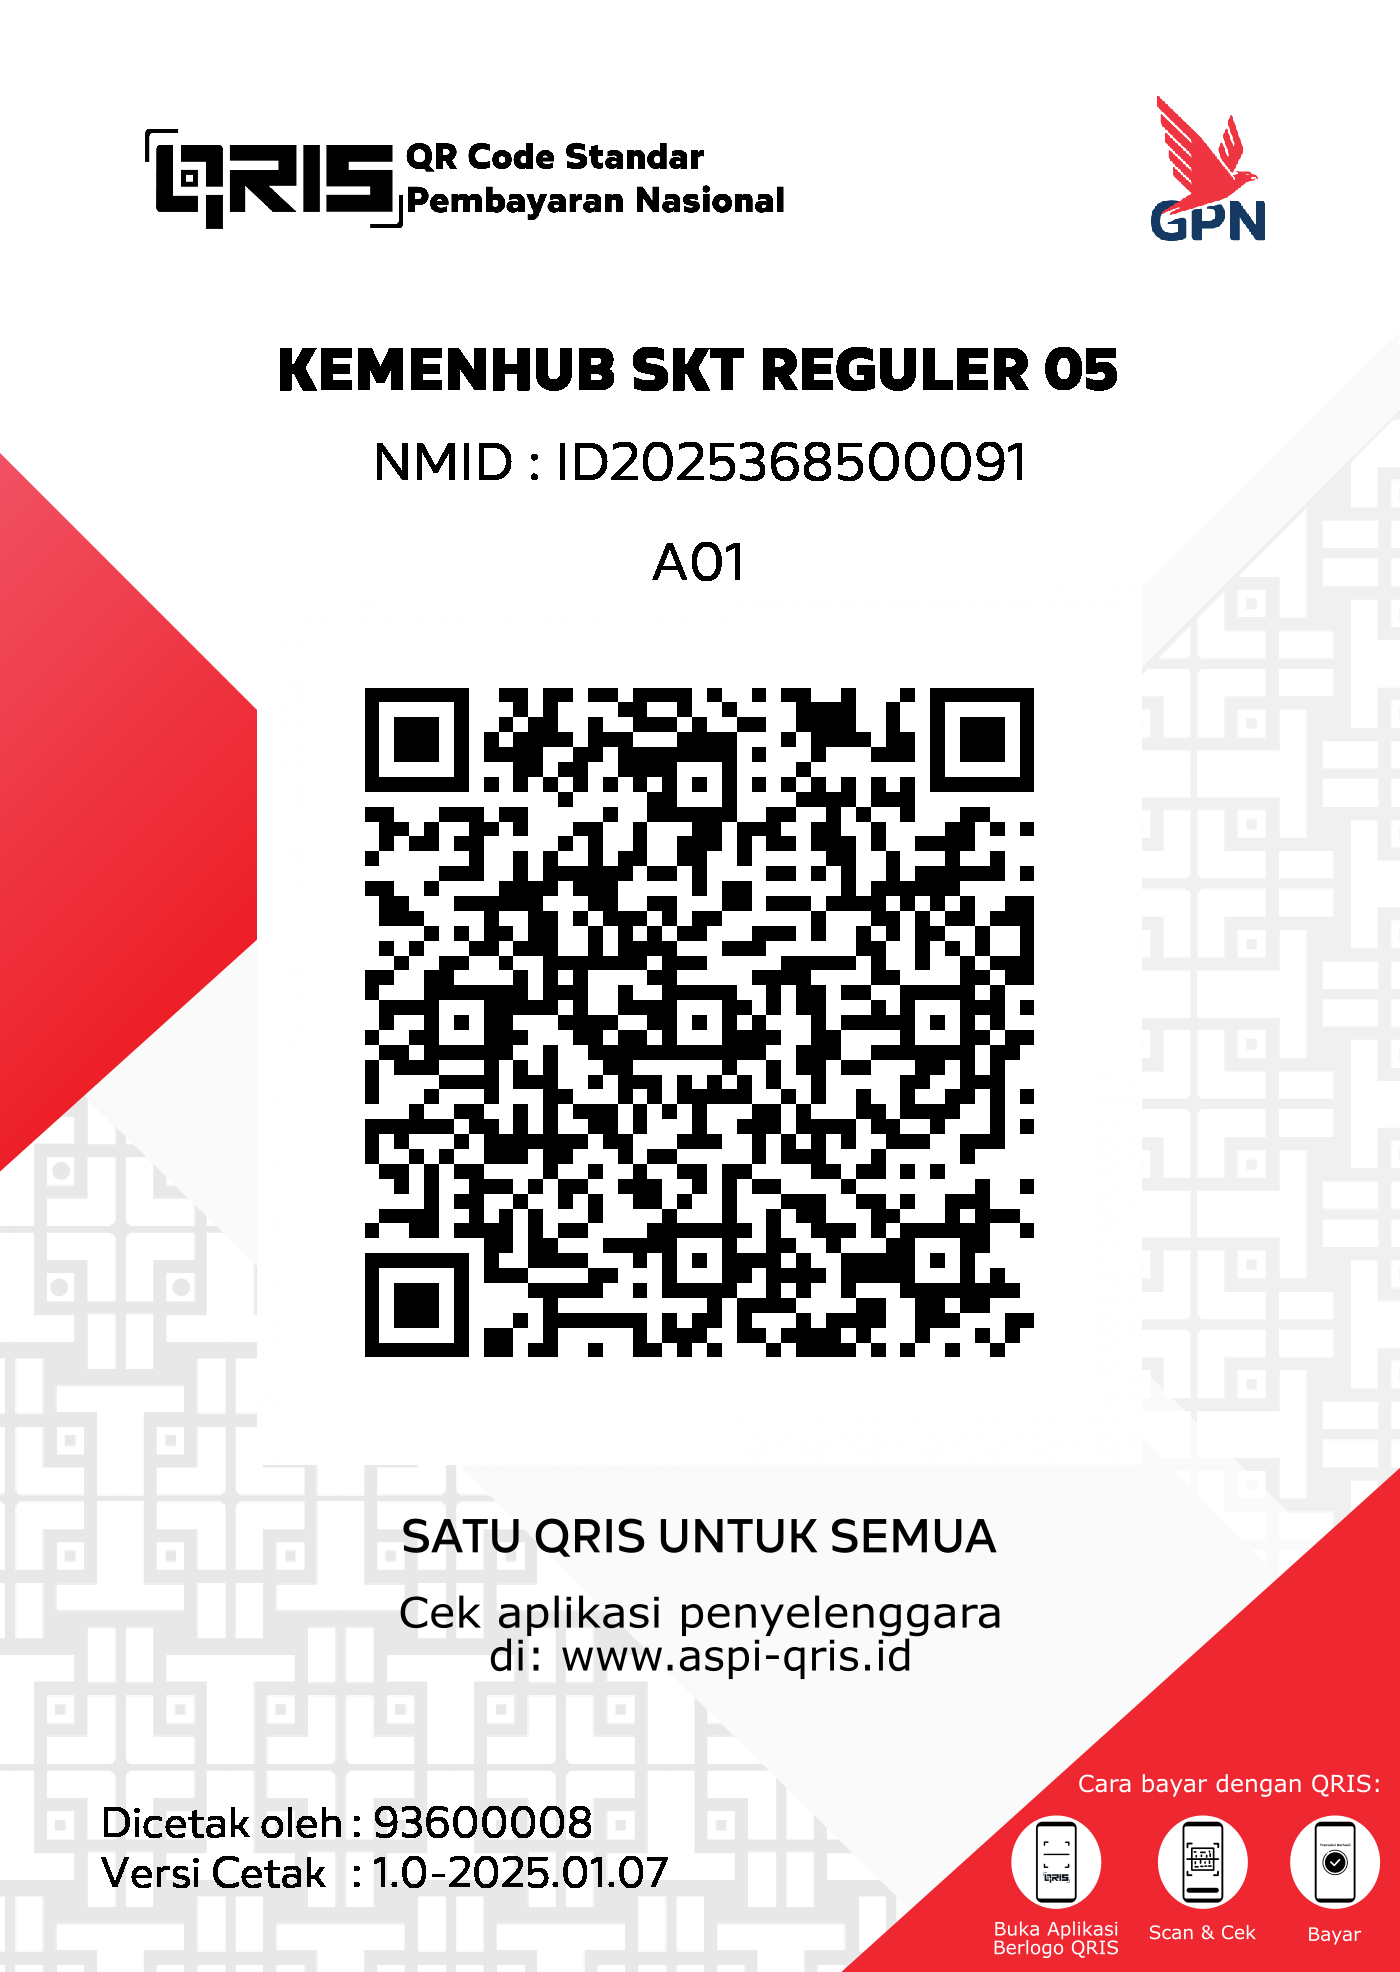 QRIS QR Code Standar
Pembayaran Nasional
GPN
KEMENHUB SKT REGULER 05
NMID : ID2025368500091
A01
SATU QRIS UNTUK SEMUA
Cek aplikasi penyelenggara
di: www.aspi-qris.id
Dicetak oleh : 93600008
Versi Cetak : 1.0-2025.01.07
Cara bayar dengan QRIS:
QRIS
Buka Aplikasi
Berlogo QRIS
Scan & Cek
Bayar